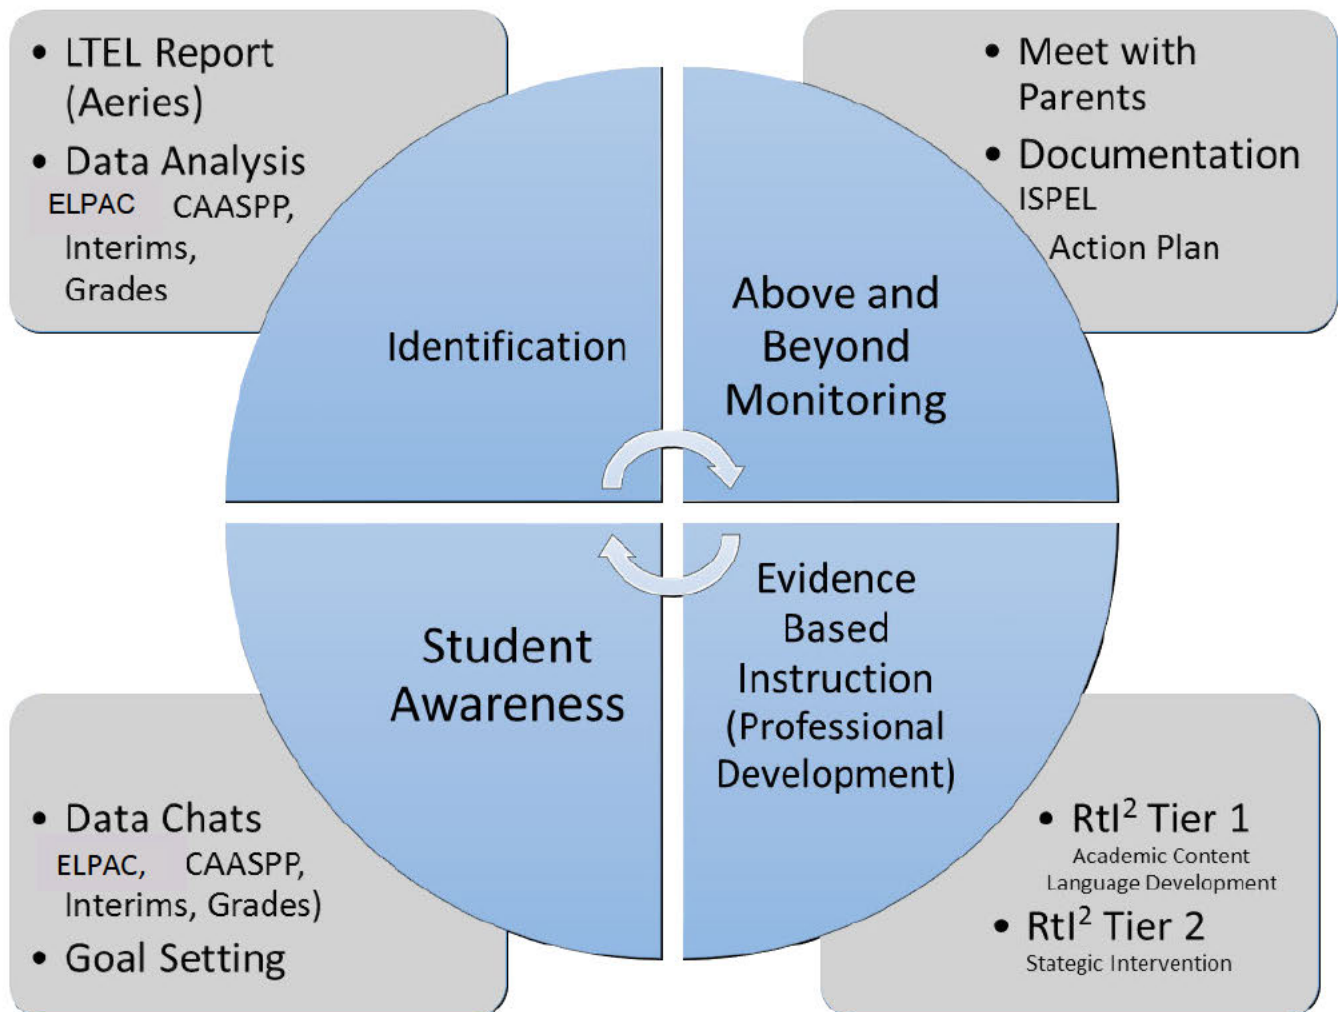 • LTEL Report
(Aeries)
• Data Analysis
ELPAC CAASPP,
Interims,
Grades
Identification
• Meet with
Parents
• Documentation
ISPEL
Action Plan
Above and
Beyond
Monitoring
Student
Awareness
• Data Chats
ELPAC, CAASPP,
Interims, Grades)
• Goal Setting
Evidence
Based
Instruction
(Professional
Development)
• RtI² Tier 1
Academic Content
Language Development
• RtI² Tier 2
Stategic Intervention